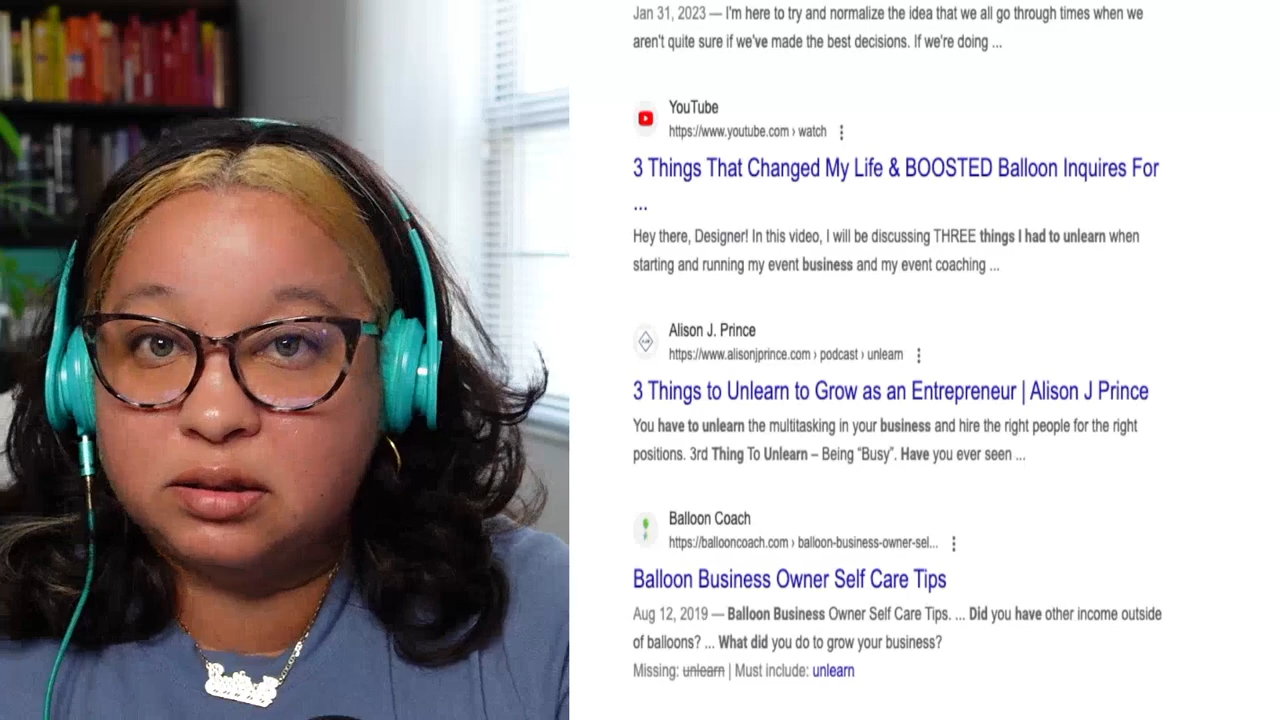 Jan 31, 2023 — I'm here to try and normalize the idea that we all go through times when we
aren't quite sure if we've made the best decisions. If we're doing ...
YouTube
https://www.youtube.com › watch
3 Things That Changed My Life & BOOSTED Balloon Inquires For
...
Hey there, Designer! In this video, I will be discussing THREE things I had to unlearn when
starting and running my event business and my event coaching ...
Alison J. Prince
https://www.alisonjprince.com › podcast › unlearn
3 Things to Unlearn to Grow as an Entrepreneur | Alison J Prince
You have to unlearn the multitasking in your business and hire the right people for the right
positions. 3rd Thing To Unlearn – Being “Busy”. Have you ever seen ...
Balloon Coach
https://ballooncoach.com › balloon-business-owner-sel...
Balloon Business Owner Self Care Tips
Aug 12, 2019 — Balloon Business Owner Self Care Tips. ... Did you have other income outside
of balloons? ... What did you do to grow your business?
Missing: unlearn | Must include: unlearn